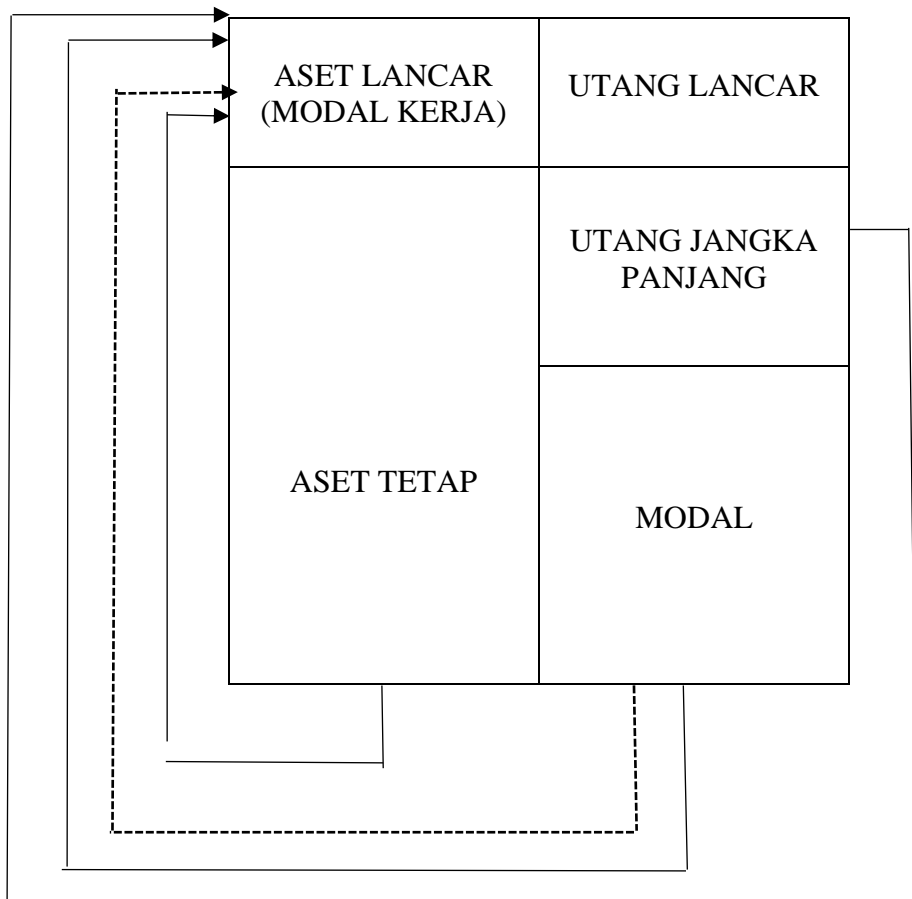 ASET LANCAR
(MODAL KERJA)
UTANG LANCAR
UTANG JANGKA
PANJANG
ASET TETAP
MODAL